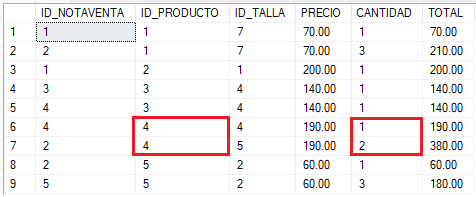 ID_NOTAVENTA ID_PRODUCTO ID_TALLA PRECIO CANTIDAD TOTAL
1 1 1 7 70.00 1 70.00
2 2 1 7 70.00 3 210.00
3 1 2 1 200.00 1 200.00
4 3 3 4 140.00 1 140.00
5 4 3 4 140.00 1 140.00
6 4 4 4 190.00 1 190.00
7 2 4 5 190.00 2 380.00
8 2 5 2 60.00 1 60.00
9 5 5 2 60.00 3 180.00